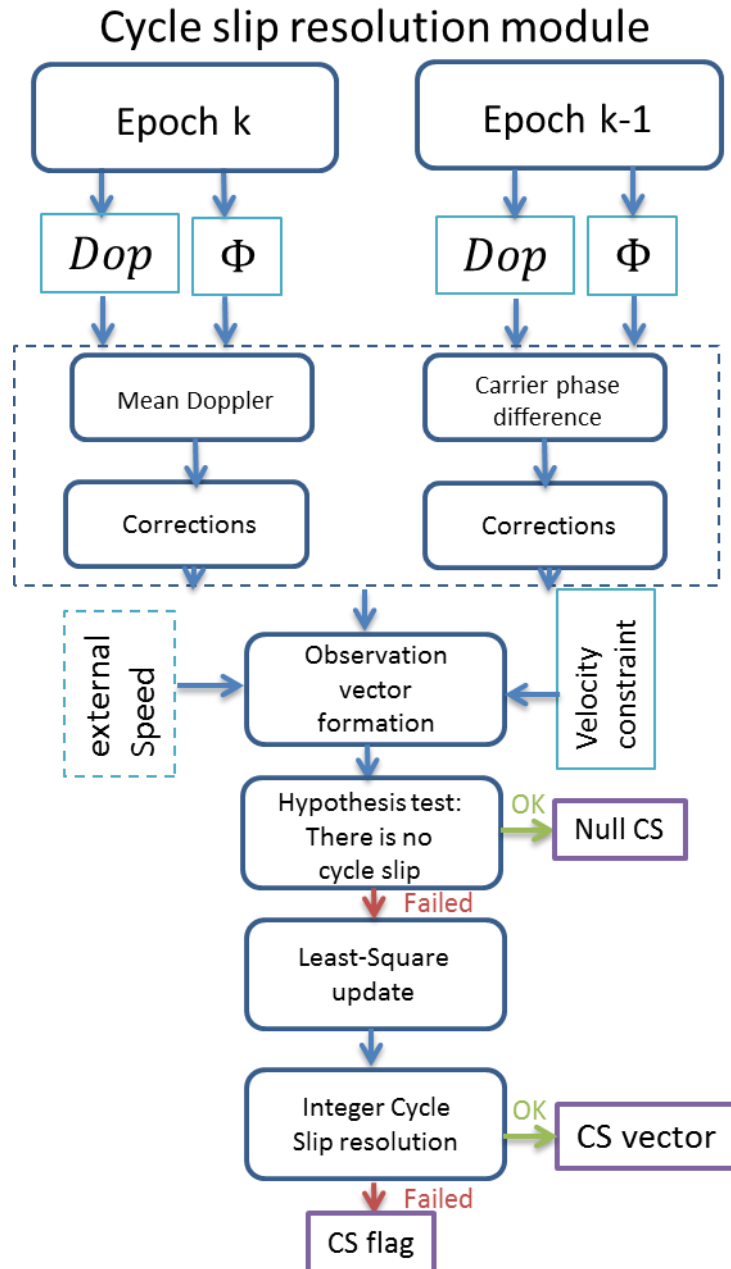 Cycle slip resolution module
Epoch k
Epoch k-1
Dop
Φ
Dop
Φ
Mean Doppler
Carrier phase
difference
Corrections
Corrections
external
Speed
Observation
vector
formation
Velocity
constraint
Hypothesis test:
There is no
cycle slip
OK
Null CS
Failed
Least-Square
update
Integer Cycle
Slip resolution
OK
CS vector
Failed
CS flag